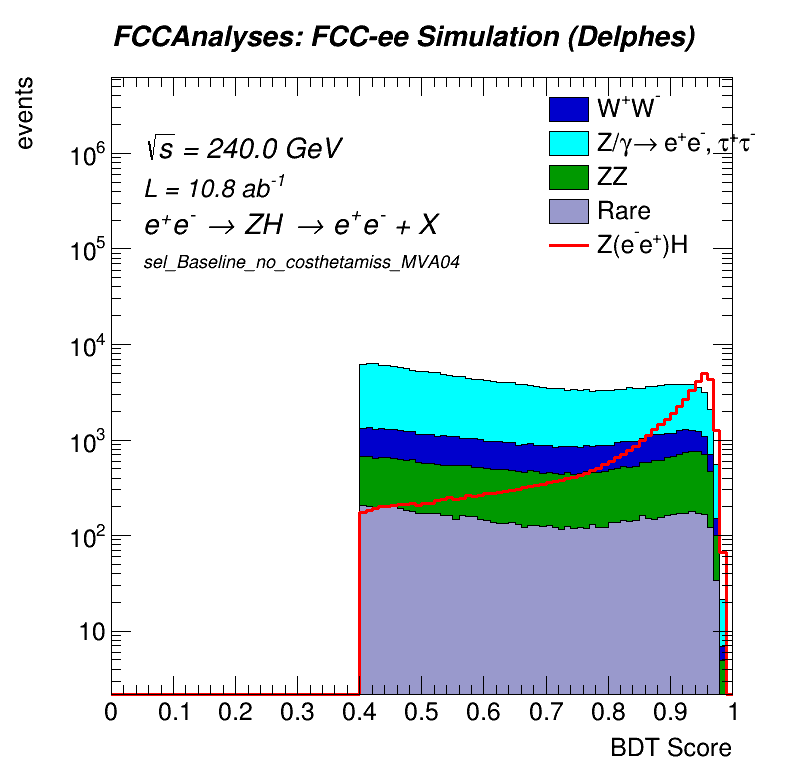 FCCAnalyses: FCC-ee Simulation (Delphes)
events
√s = 240.0 GeV
L = 10.8 ab⁻¹
e⁺e⁻ → ZH → e⁺e⁻ + X
sel_Baseline_no_costhetamiss_MVA04
W⁺W⁻
Z/γ→ e⁺e⁻, τ⁺τ⁻
ZZ
Rare
Z(e⁻e⁺)H
10⁶
10⁵
10⁴
10³
10²
10
0 0.1 0.2 0.3 0.4 0.5 0.6 0.7 0.8 0.9 1
BDT Score